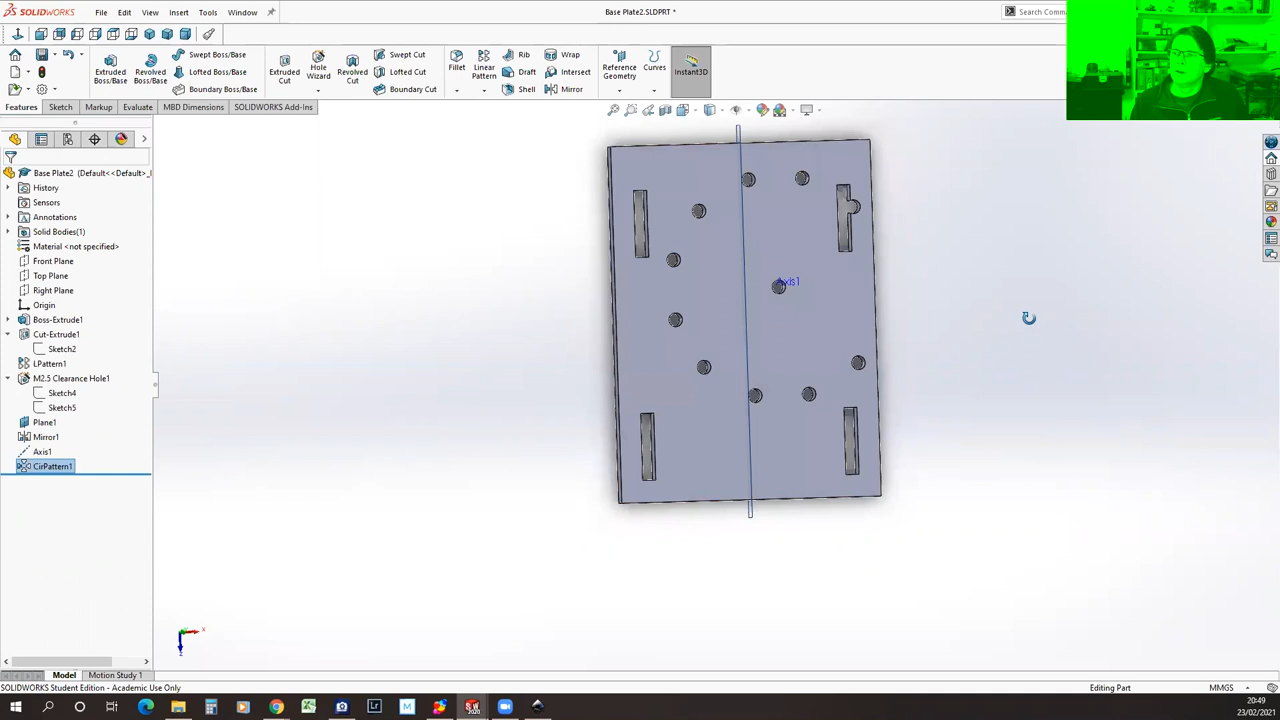 SOLIDWORKS File Edit View Insert Tools Window Base Plate2.SLDPRT * Search Comm
Extruded Boss/Base Revolved Boss/Base Swept Boss/Base Lofted Boss/Base Boundary Boss/Base Extruded Cut Hole Wizard Revolved Cut Swept Cut Lofted Cut Boundary Cut Fillet Linear Pattern Rib Draft Shell Wrap Intersect Mirror Reference Geometry Curves Instant3D
Features Sketch Markup Evaluate MBD Dimensions SOLIDWORKS Add-Ins
Base Plate2 (Default<<Default>_
History
Sensors
Annotations
Solid Bodies(1)
Material <not specified>
Front Plane
Top Plane
Right Plane
Origin
Boss-Extrude1
Cut-Extrude1
Sketch2
LPattern1
M2.5 Clearance Hole1
Sketch4
Sketch5
Plane1
Mirror1
Axis1
CirPattern1
Axis1
x
z
Model Motion Study 1
SOLIDWORKS Student Edition - Academic Use Only Editing Part MMGS
20:49
23/02/2021